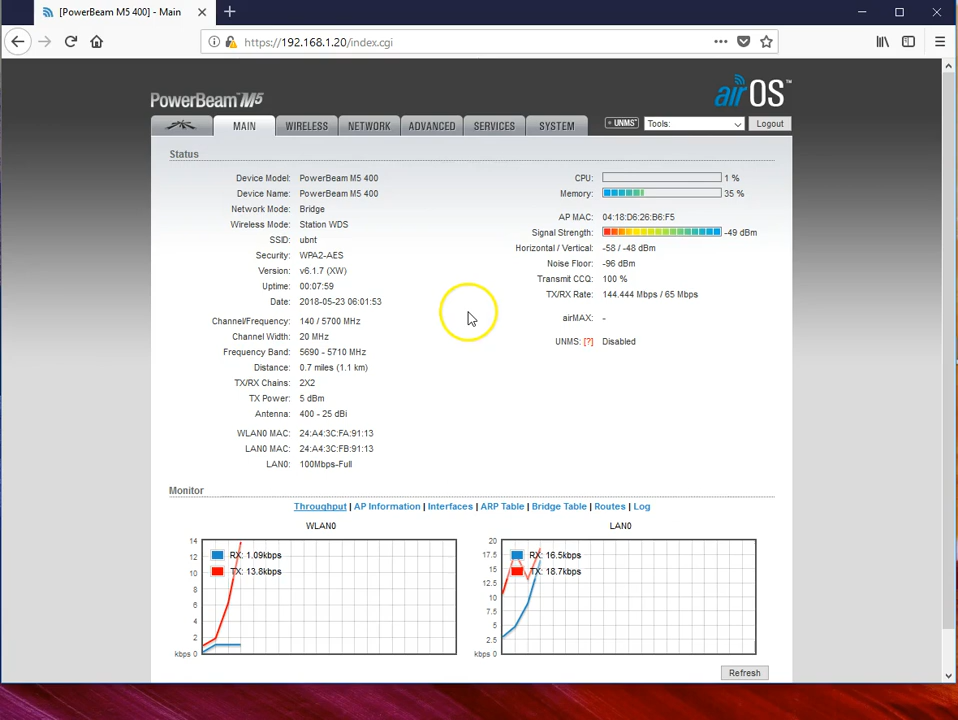 [PowerBeam M5 400] - Main
https://192.168.1.20/index.cgi
PowerBeam™ M5
airOS™
MAIN WIRELESS NETWORK ADVANCED SERVICES SYSTEM UNMS™ Tools: Logout
Status
Device Model: PowerBeam M5 400
Device Name: PowerBeam M5 400
Network Mode: Bridge
Wireless Mode: Station WDS
SSID: ubnt
Security: WPA2-AES
Version: v6.1.7 (XW)
Uptime: 00:07:59
Date: 2018-05-23 06:01:53
Channel/Frequency: 140 / 5700 MHz
Channel Width: 20 MHz
Frequency Band: 5690 - 5710 MHz
Distance: 0.7 miles (1.1 km)
TX/RX Chains: 2X2
TX Power: 5 dBm
Antenna: 400 - 25 dBi
WLAN0 MAC: 24:A4:3C:FA:91:13
LAN0 MAC: 24:A4:3C:FB:91:13
LAN0: 100Mbps-Full
CPU: 1 %
Memory: 35 %
AP MAC: 04:18:D6:26:B6:F5
Signal Strength: -49 dBm
Horizontal / Vertical: -58 / -48 dBm
Noise Floor: -96 dBm
Transmit CCQ: 100 %
TX/RX Rate: 144.444 Mbps / 65 Mbps
airMAX: -
UNMS: [?] Disabled
Monitor
Throughput | AP Information | Interfaces | ARP Table | Bridge Table | Routes | Log
WLAN0
14
12
10
8
6
4
2
kbps 0
RX: 1.09kbps
TX: 13.8kbps
LAN0
20
17.5
15
12.5
10
7.5
5
2.5
kbps 0
RX: 16.5kbps
TX: 18.7kbps
Refresh